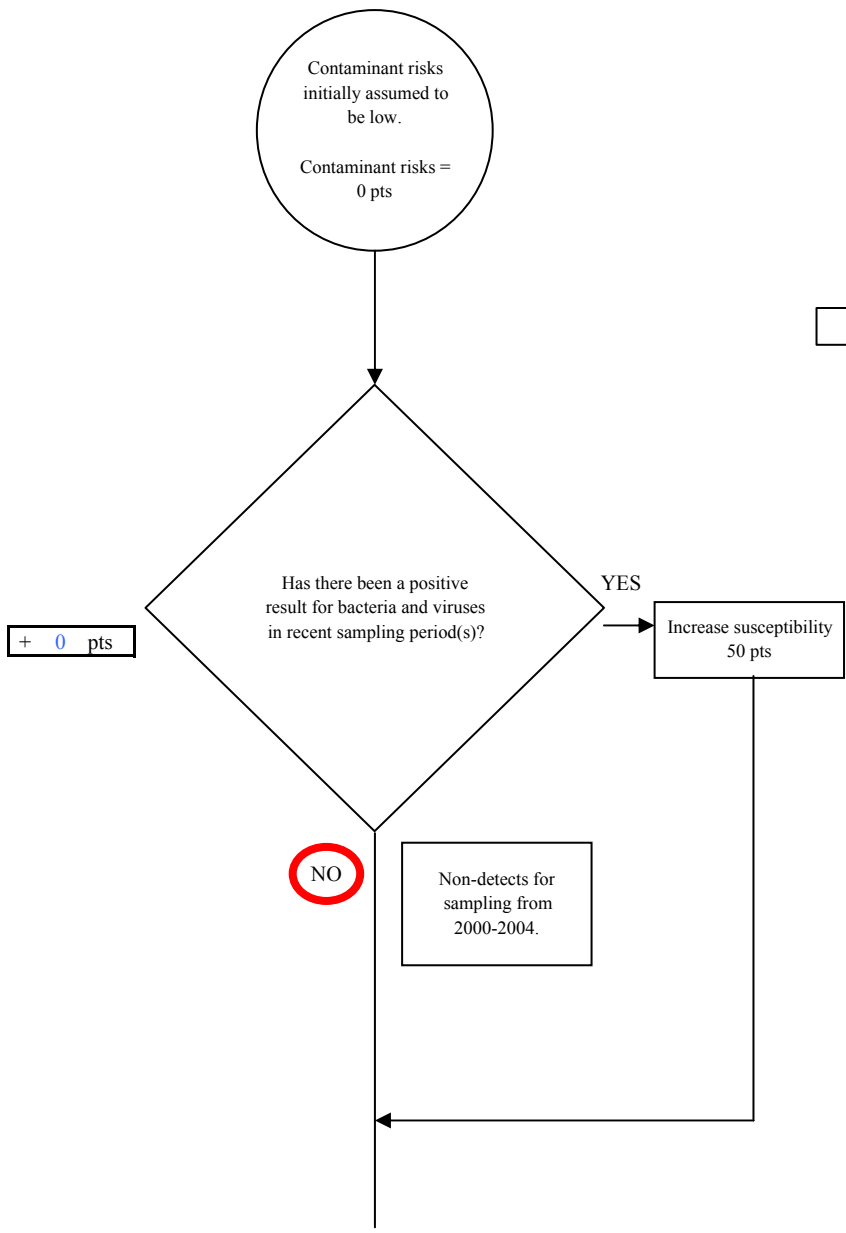 Contaminant risks
initially assumed to
be low.
Contaminant risks =
0 pts
Has there been a positive
result for bacteria and viruses
in recent sampling period(s)?
YES
Increase susceptibility
50 pts
+ 0 pts
NO
Non-detects for
sampling from
2000-2004.